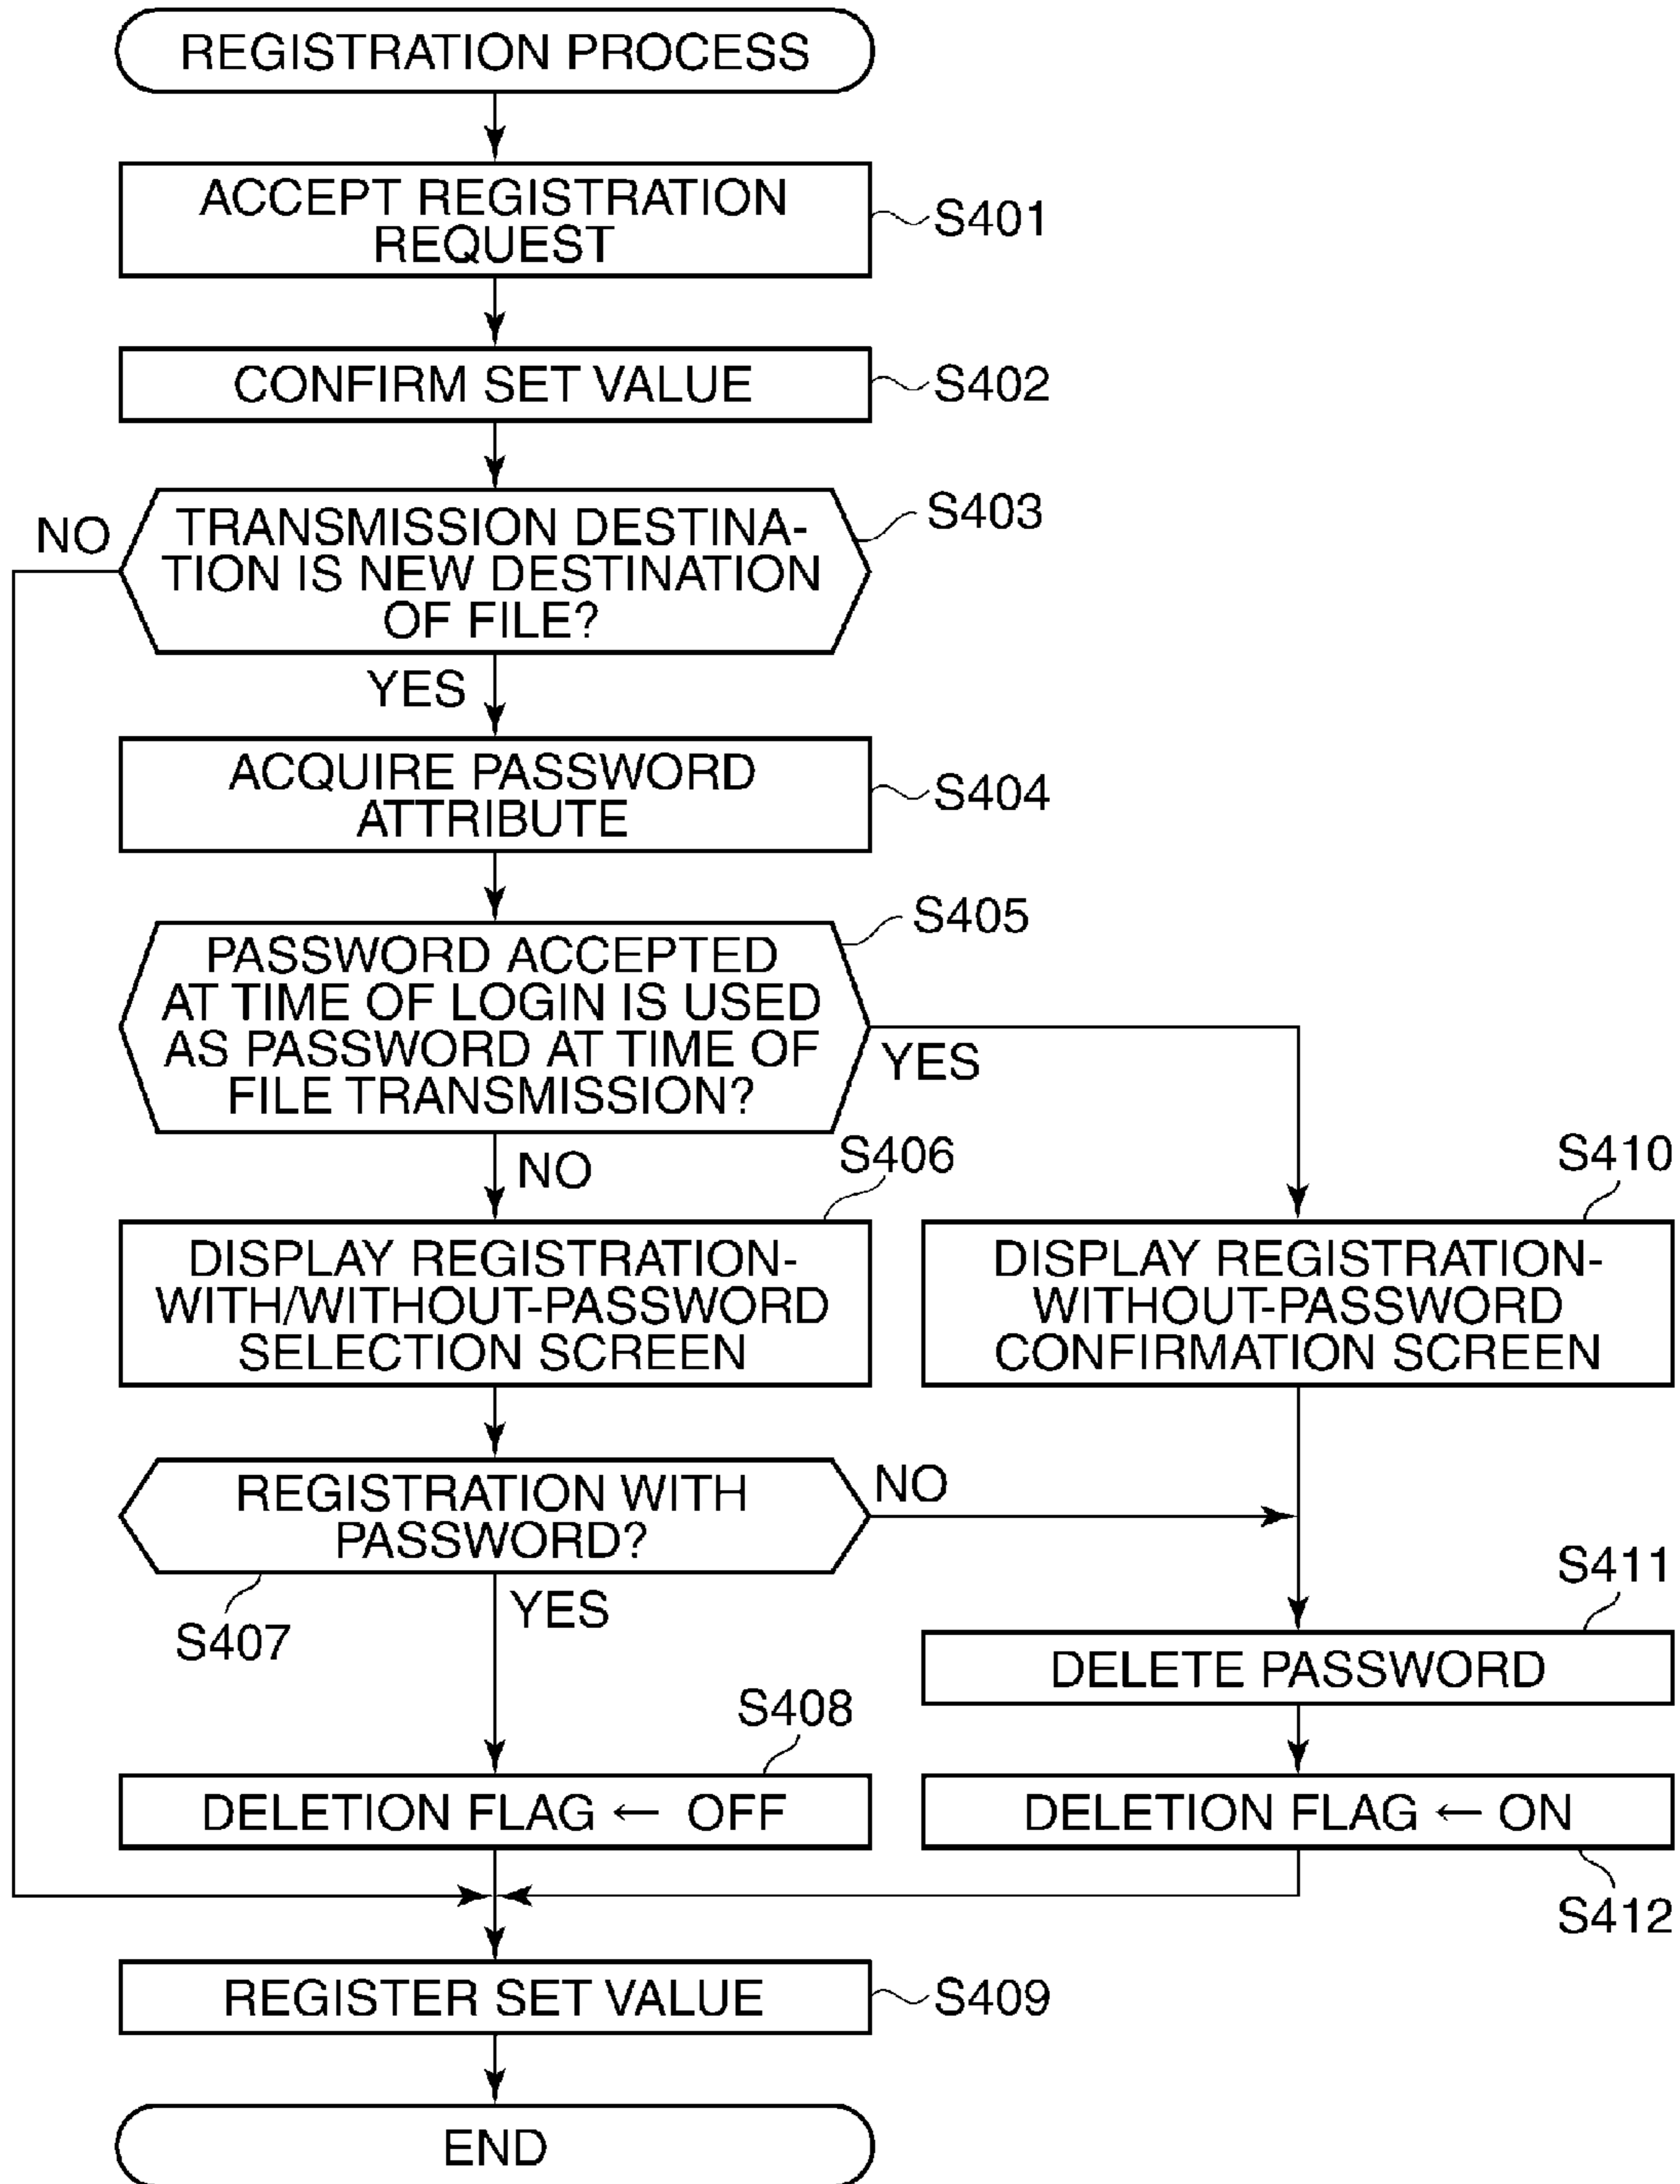 REGISTRATION PROCESS
ACCEPT REGISTRATION
REQUEST
S401
CONFIRM SET VALUE
S402
NO
TRANSMISSION DESTINA-
TION IS NEW DESTINATION
OF FILE?
S403
YES
ACQUIRE PASSWORD
ATTRIBUTE
S404
S405
PASSWORD ACCEPTED
AT TIME OF LOGIN IS USED
AS PASSWORD AT TIME OF
FILE TRANSMISSION?
YES
NO
S406
S410
DISPLAY REGISTRATION-
WITH/WITHOUT-PASSWORD
SELECTION SCREEN
DISPLAY REGISTRATION-
WITHOUT-PASSWORD
CONFIRMATION SCREEN
REGISTRATION WITH
PASSWORD?
NO
S407
YES
S411
DELETE PASSWORD
S408
DELETION FLAG ← OFF
DELETION FLAG ← ON
S412
REGISTER SET VALUE
S409
END